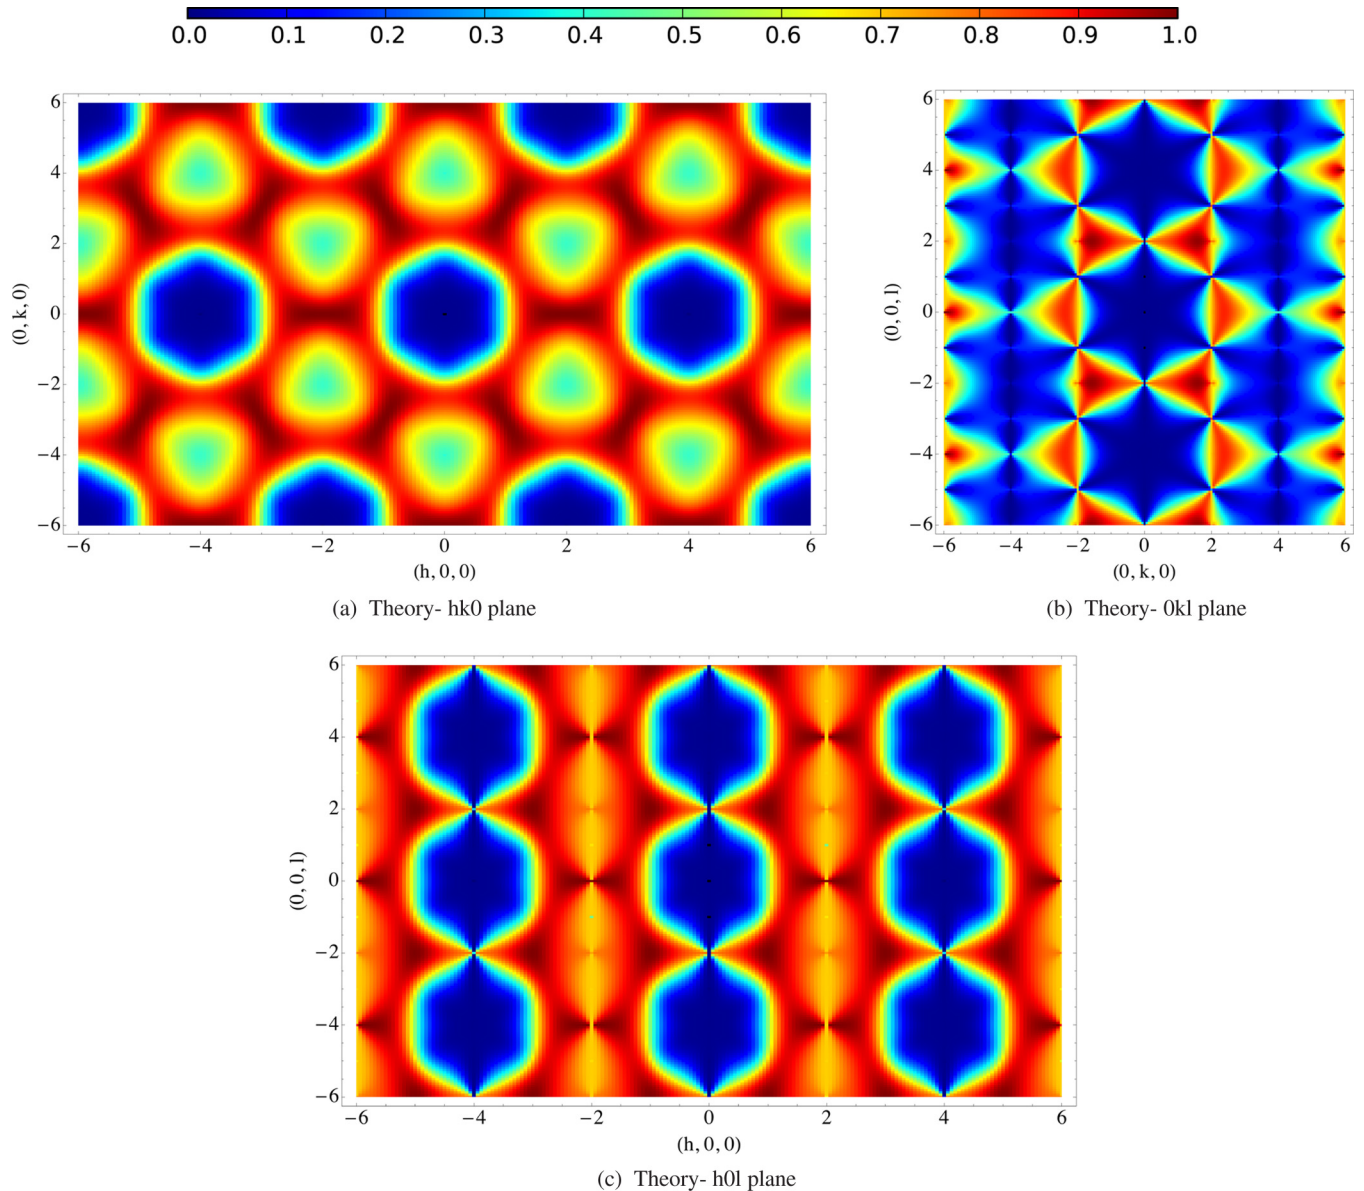 0.0 0.1 0.2 0.3 0.4 0.5 0.6 0.7 0.8 0.9 1.0
6
4
2
0
−2
−4
−6
(0, k, 0)
−6 −4 −2 0 2 4 6
(h, 0, 0)
(a) Theory- hk0 plane
6
4
2
0
−2
−4
−6
(0, 0, l)
−6 −4 −2 0 2 4 6
(0, k, 0)
(b) Theory- 0kl plane
6
4
2
0
−2
−4
−6
(0, 0, l)
−6 −4 −2 0 2 4 6
(h, 0, 0)
(c) Theory- h0l plane